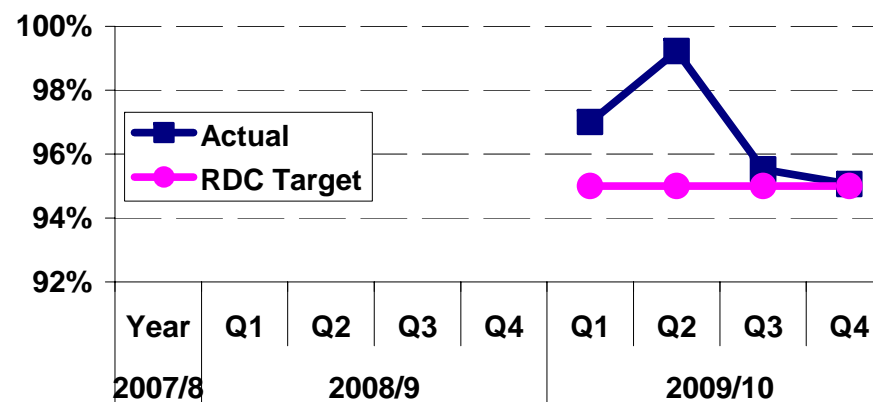 100%
98%
96%
94%
92%
Actual
RDC Target
Year Q1 Q2 Q3 Q4 Q1 Q2 Q3 Q4
2007/8 2008/9 2009/10